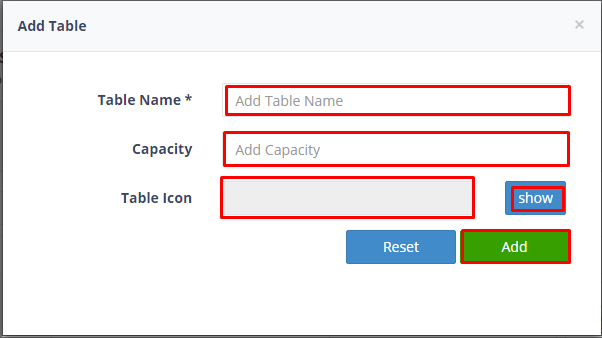 Add Table ×
Table Name * Add Table Name
Capacity Add Capacity
Table Icon show
Reset Add